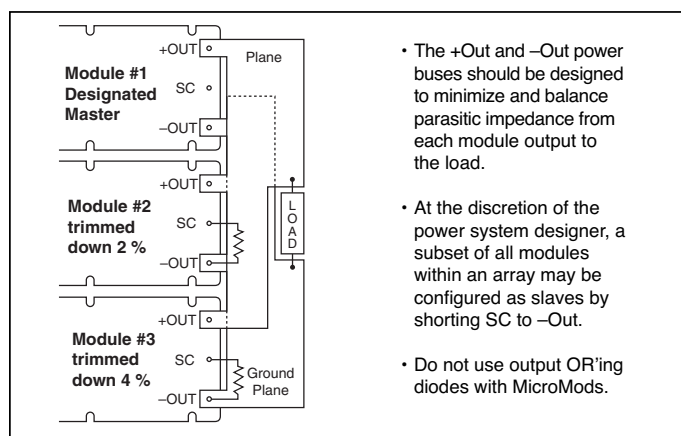 +OUT
Plane
Module #1
Designated
Master
SC
–OUT
+OUT
Module #2
trimmed
down 2 %
SC
–OUT
LOAD
+OUT
Module #3
trimmed
down 4 %
SC
Ground
Plane
–OUT
• The +Out and –Out power
buses should be designed
to minimize and balance
parasitic impedance from
each module output to
the load.
• At the discretion of the
power system designer, a
subset of all modules
within an array may be
configured as slaves by
shorting SC to –Out.
• Do not use output OR'ing
diodes with MicroMods.